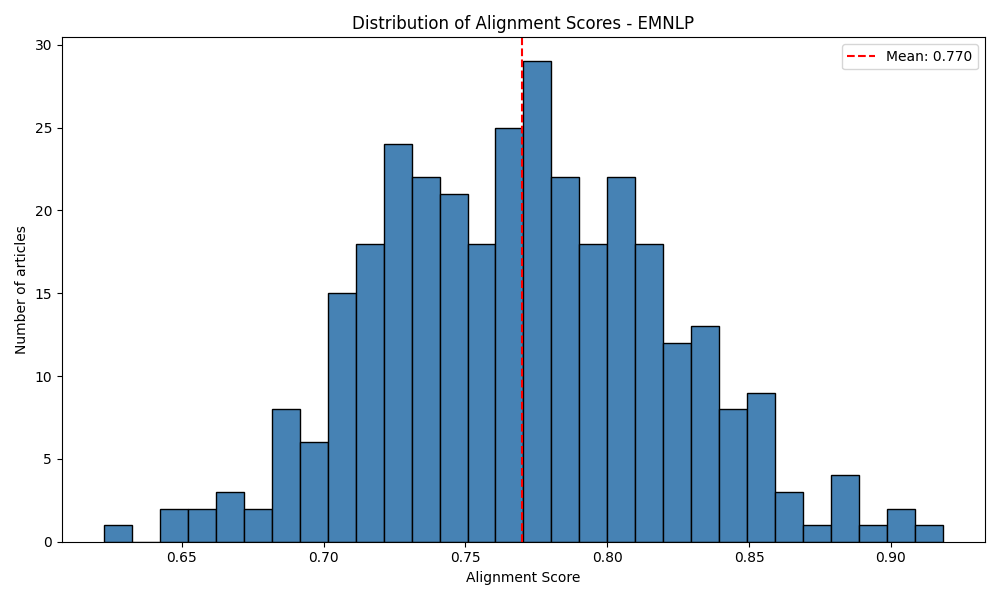 Distribution of Alignment Scores - EMNLP
Mean: 0.770
30
25
20
15
10
5
0
Number of articles
0.65 0.70 0.75 0.80 0.85 0.90
Alignment Score